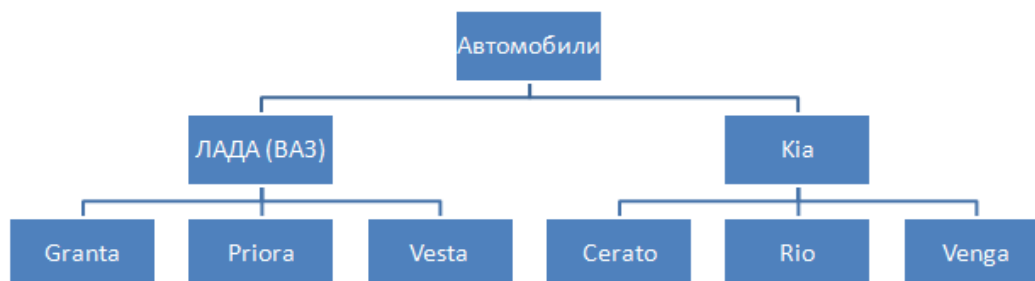 Автомобили
ЛАДА (ВАЗ)
Kia
Granta
Priora
Vesta
Cerato
Rio
Venga